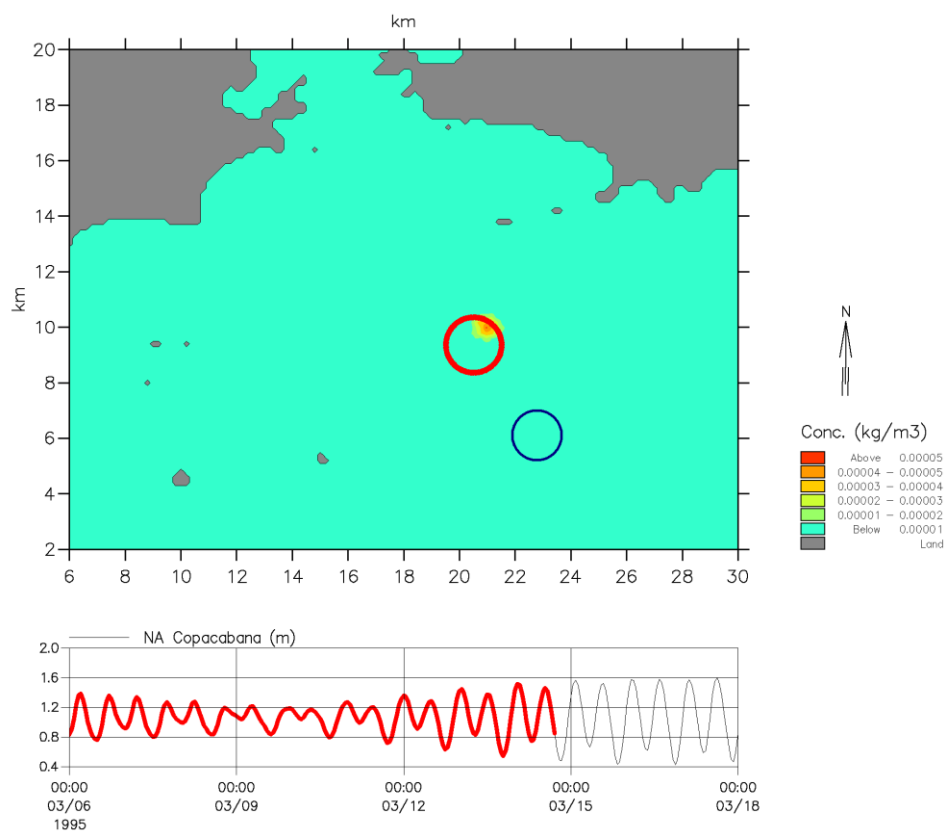 km
20
18
16
14
12
10
8
6
4
2
km
6
8
10
12
14
16
18
20
22
24
26
28
30
N
Conc. (kg/m3)
Above 0.00005
0.00004 - 0.00005
0.00003 - 0.00004
0.00002 - 0.00003
0.00001 - 0.00002
Below 0.00001
Land
NA Copacabana (m)
2.0
1.6
1.2
0.8
0.4
00:00 00:00 00:00 00:00 00:00
03/06 03/09 03/12 03/15 03/18
1995